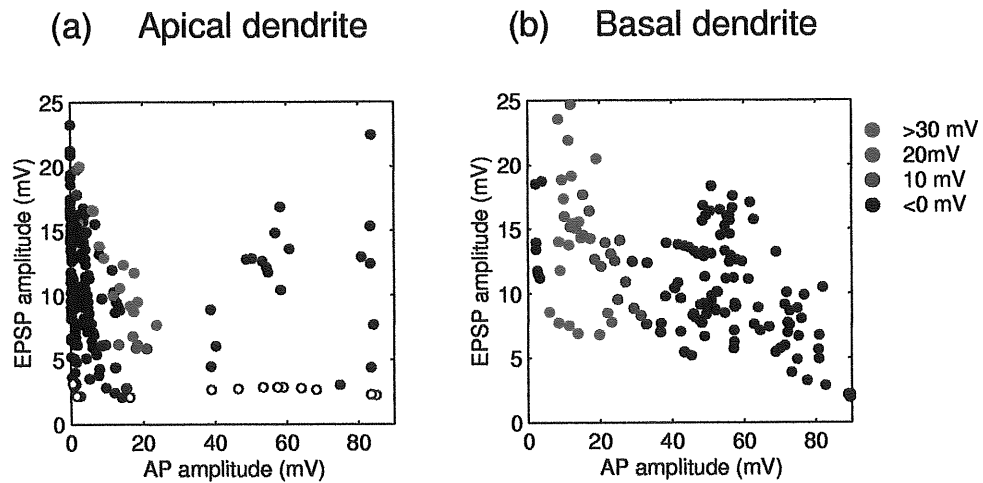 (a) Apical dendrite
(b) Basal dendrite
25
20
15
10
5
0
EPSP amplitude (mV)
0 20 40 60 80
AP amplitude (mV)
25
20
15
10
5
0
EPSP amplitude (mV)
0 20 40 60 80
AP amplitude (mV)
>30 mV
20mV
10 mV
<0 mV